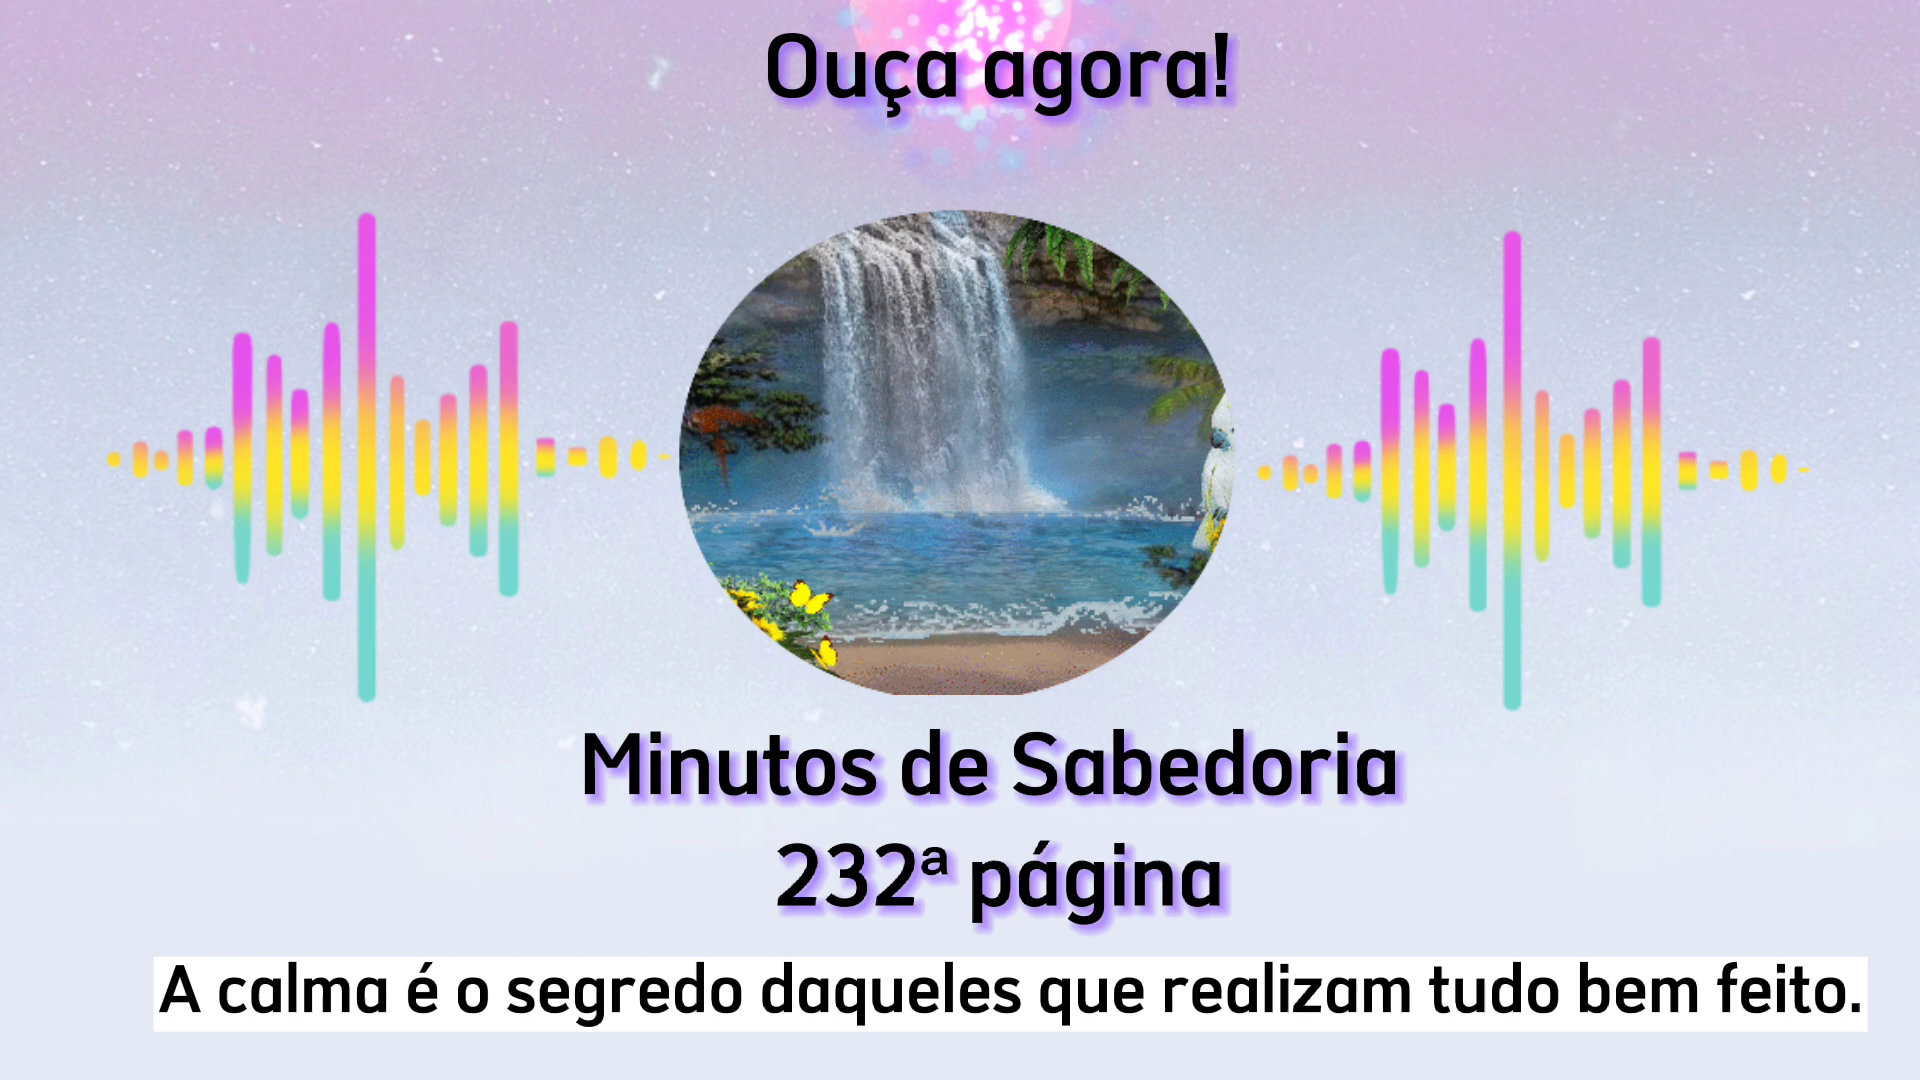 Ouça agora!
Minutos de Sabedoria
232ª página
A calma é o segredo daqueles que realizam tudo bem feito.